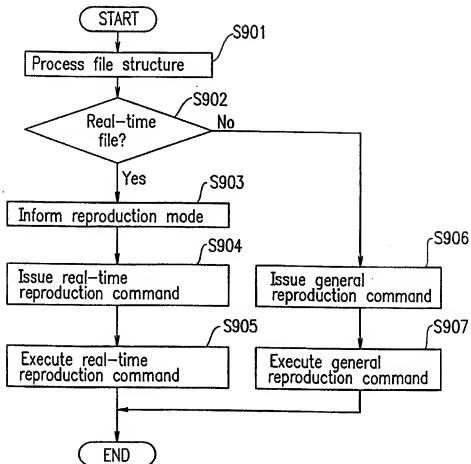 START
S901
Process file structure
S902
Real-time
file?
No
Yes
S903
Inform reproduction mode
S904
Issue real-time
reproduction command
S905
Execute real-time
reproduction command
S906
Issue general
reproduction command
S907
Execute general
reproduction command
END